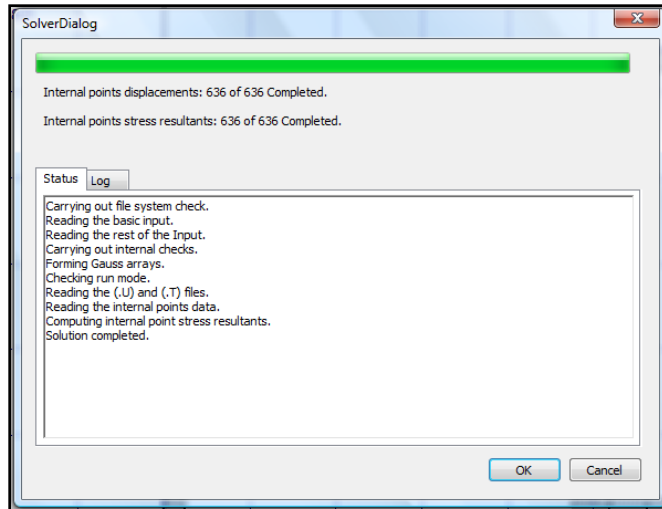 SolverDialog
Internal points displacements: 636 of 636 Completed.
Internal points stress resultants: 636 of 636 Completed.
Status Log
Carrying out file system check.
Reading the basic input.
Reading the rest of the Input.
Carrying out internal checks.
Forming Gauss arrays.
Checking run mode.
Reading the (.U) and (.T) files.
Reading the internal points data.
Computing internal point stress resultants.
Solution completed.
OK Cancel